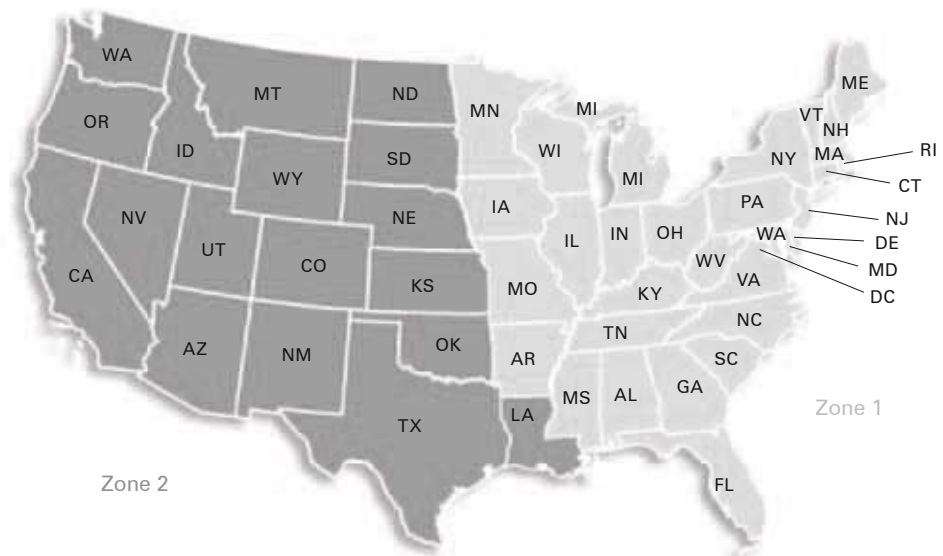 WA
MT
ND
MN
MI
ME
OR
ID
SD
WI
VT
NH
WY
MI
NY
MA
RI
CT
NV
NE
IA
PA
NJ
UT
CO
IL
IN
OH
WA
DE
CA
KS
MO
WV
VA
MD
KY
DC
AZ
NM
OK
AR
TN
NC
SC
TX
LA
MS
AL
GA
Zone 1
Zone 2
FL